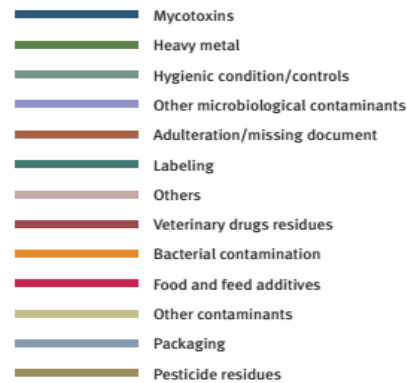 Mycotoxins
Heavy metal
Hygienic condition/controls
Other microbiological contaminants
Adulteration/missing document
Labeling
Others
Veterinary drugs residues
Bacterial contamination
Food and feed additives
Other contaminants
Packaging
Pesticide residues